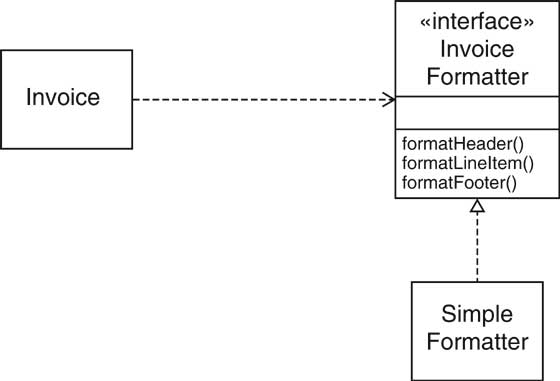 Invoice
«interface»
Invoice
Formatter
formatHeader()
formatLineItem()
formatFooter()
Simple
Formatter